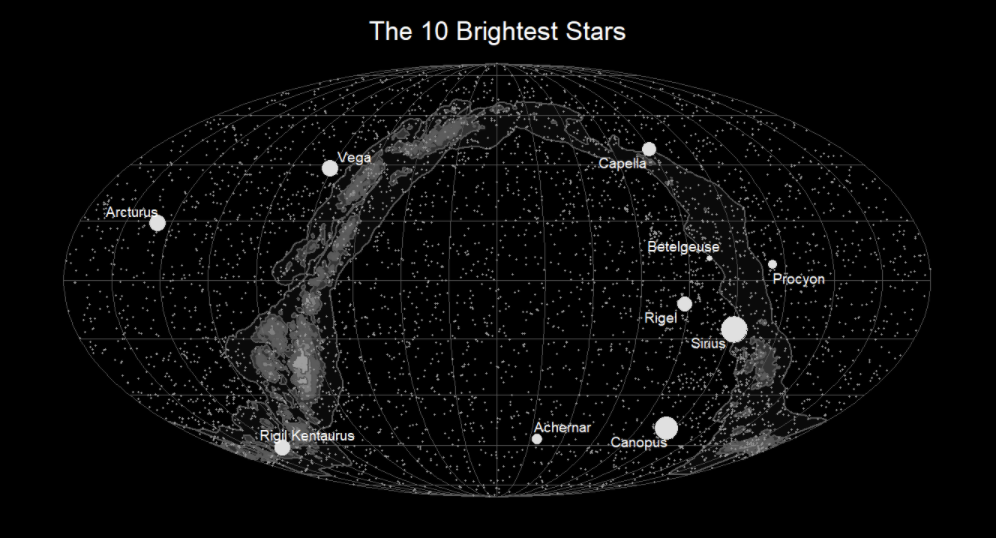 The 10 Brightest Stars
Vega
Capella
Arcturus
Betelgeuse
Procyon
Rigel
Sirius
Achernar
Rigil Kentaurus
Canopus